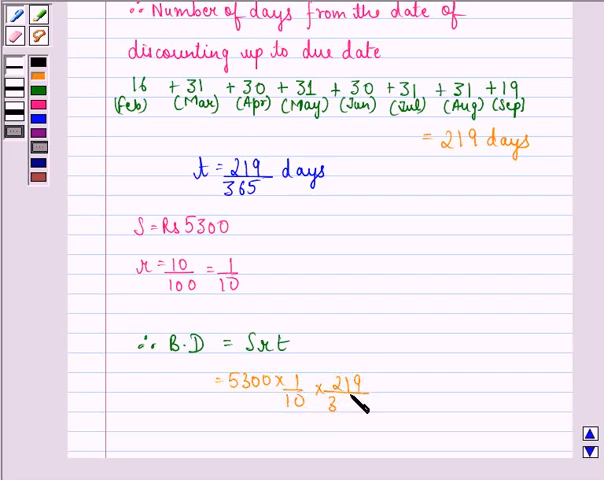 ∴ Number of days from the date of
discounting up to due date
16 + 31 + 30 + 31 + 30 + 31 + 31 + 19
(Feb) (Mar) (Apr) (May) (Jun) (Jul) (Aug) (Sep)
= 219 days
t = 219/365 days
S = Rs 5300
r = 10/100 = 1/10
∴ B.D = Srt
= 5300 × 1/10 × 219/3